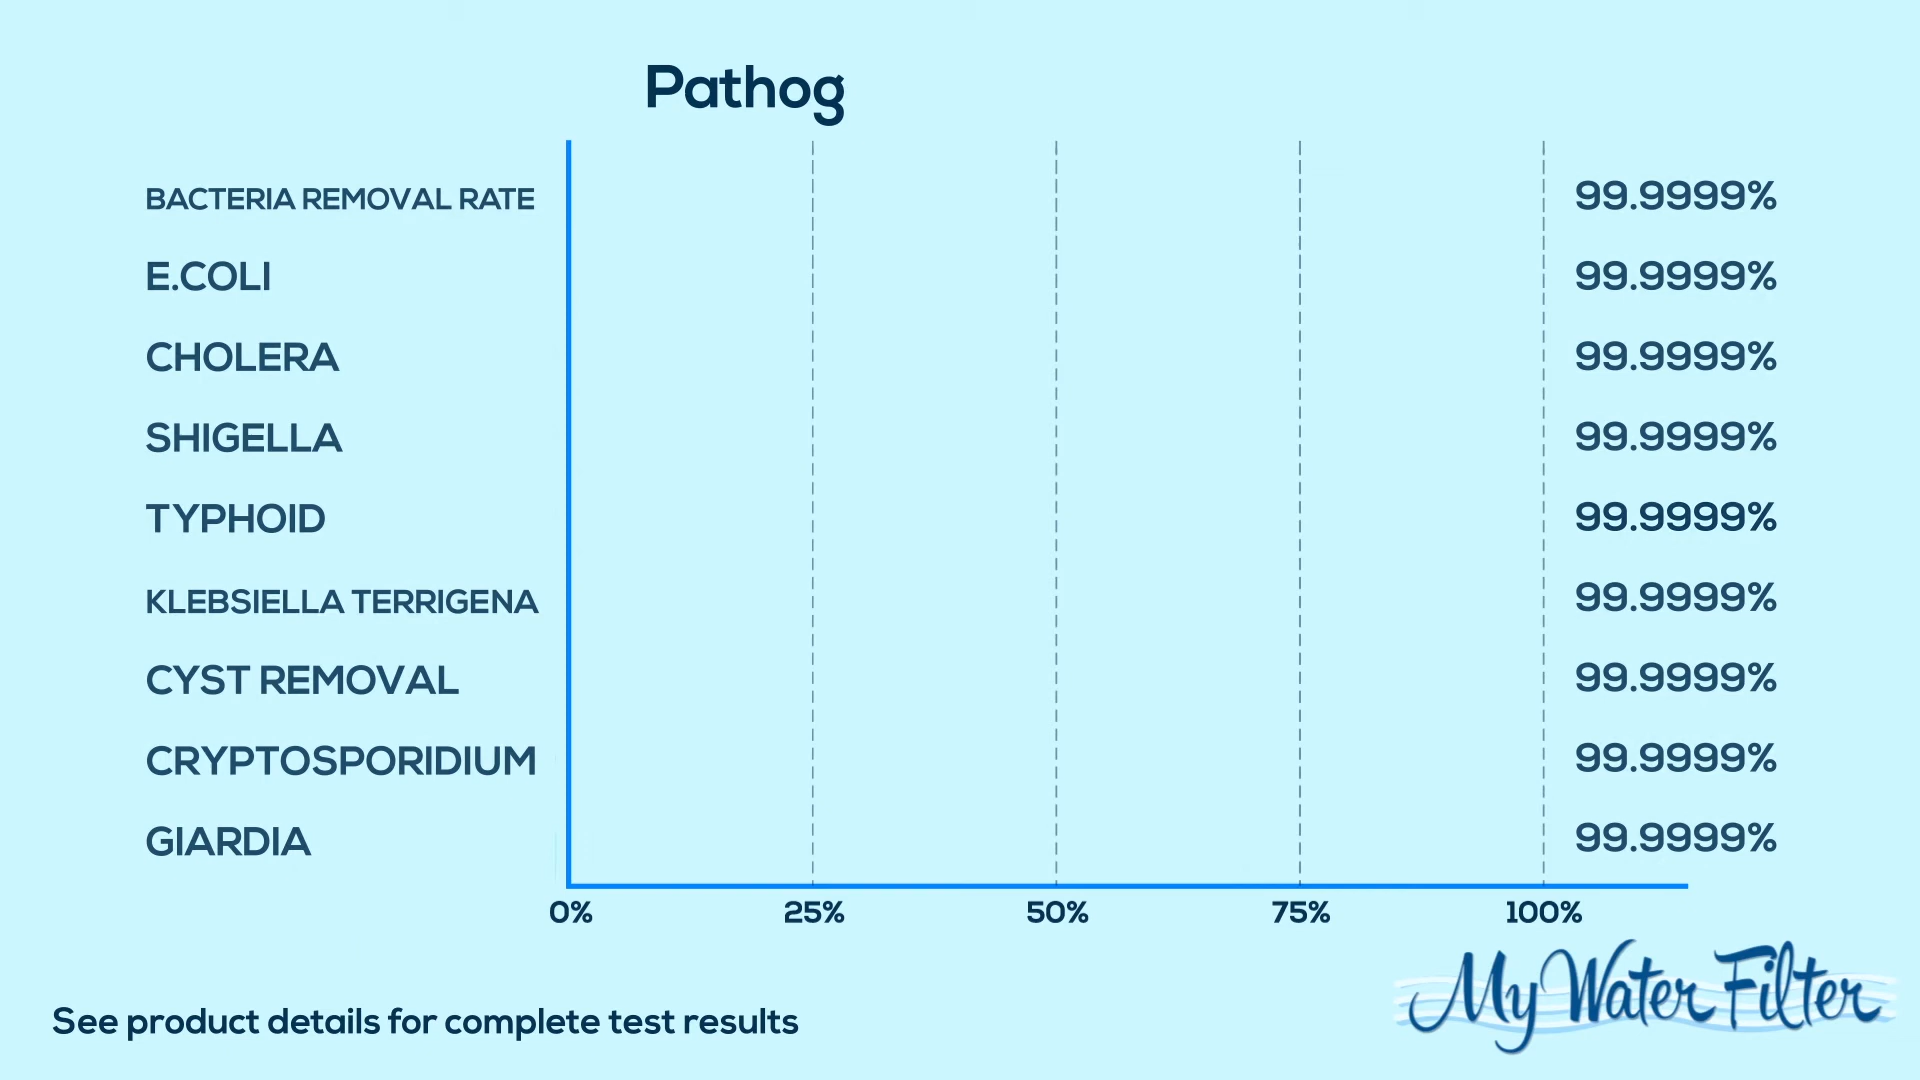 Pathog
BACTERIA REMOVAL RATE 99.9999%
E.COLI 99.9999%
CHOLERA 99.9999%
SHIGELLA 99.9999%
TYPHOID 99.9999%
KLEBSIELLA TERRIGENA 99.9999%
CYST REMOVAL 99.9999%
CRYPTOSPORIDIUM 99.9999%
GIARDIA 99.9999%
0% 25% 50% 75% 100%
My Water Filter
See product details for complete test results